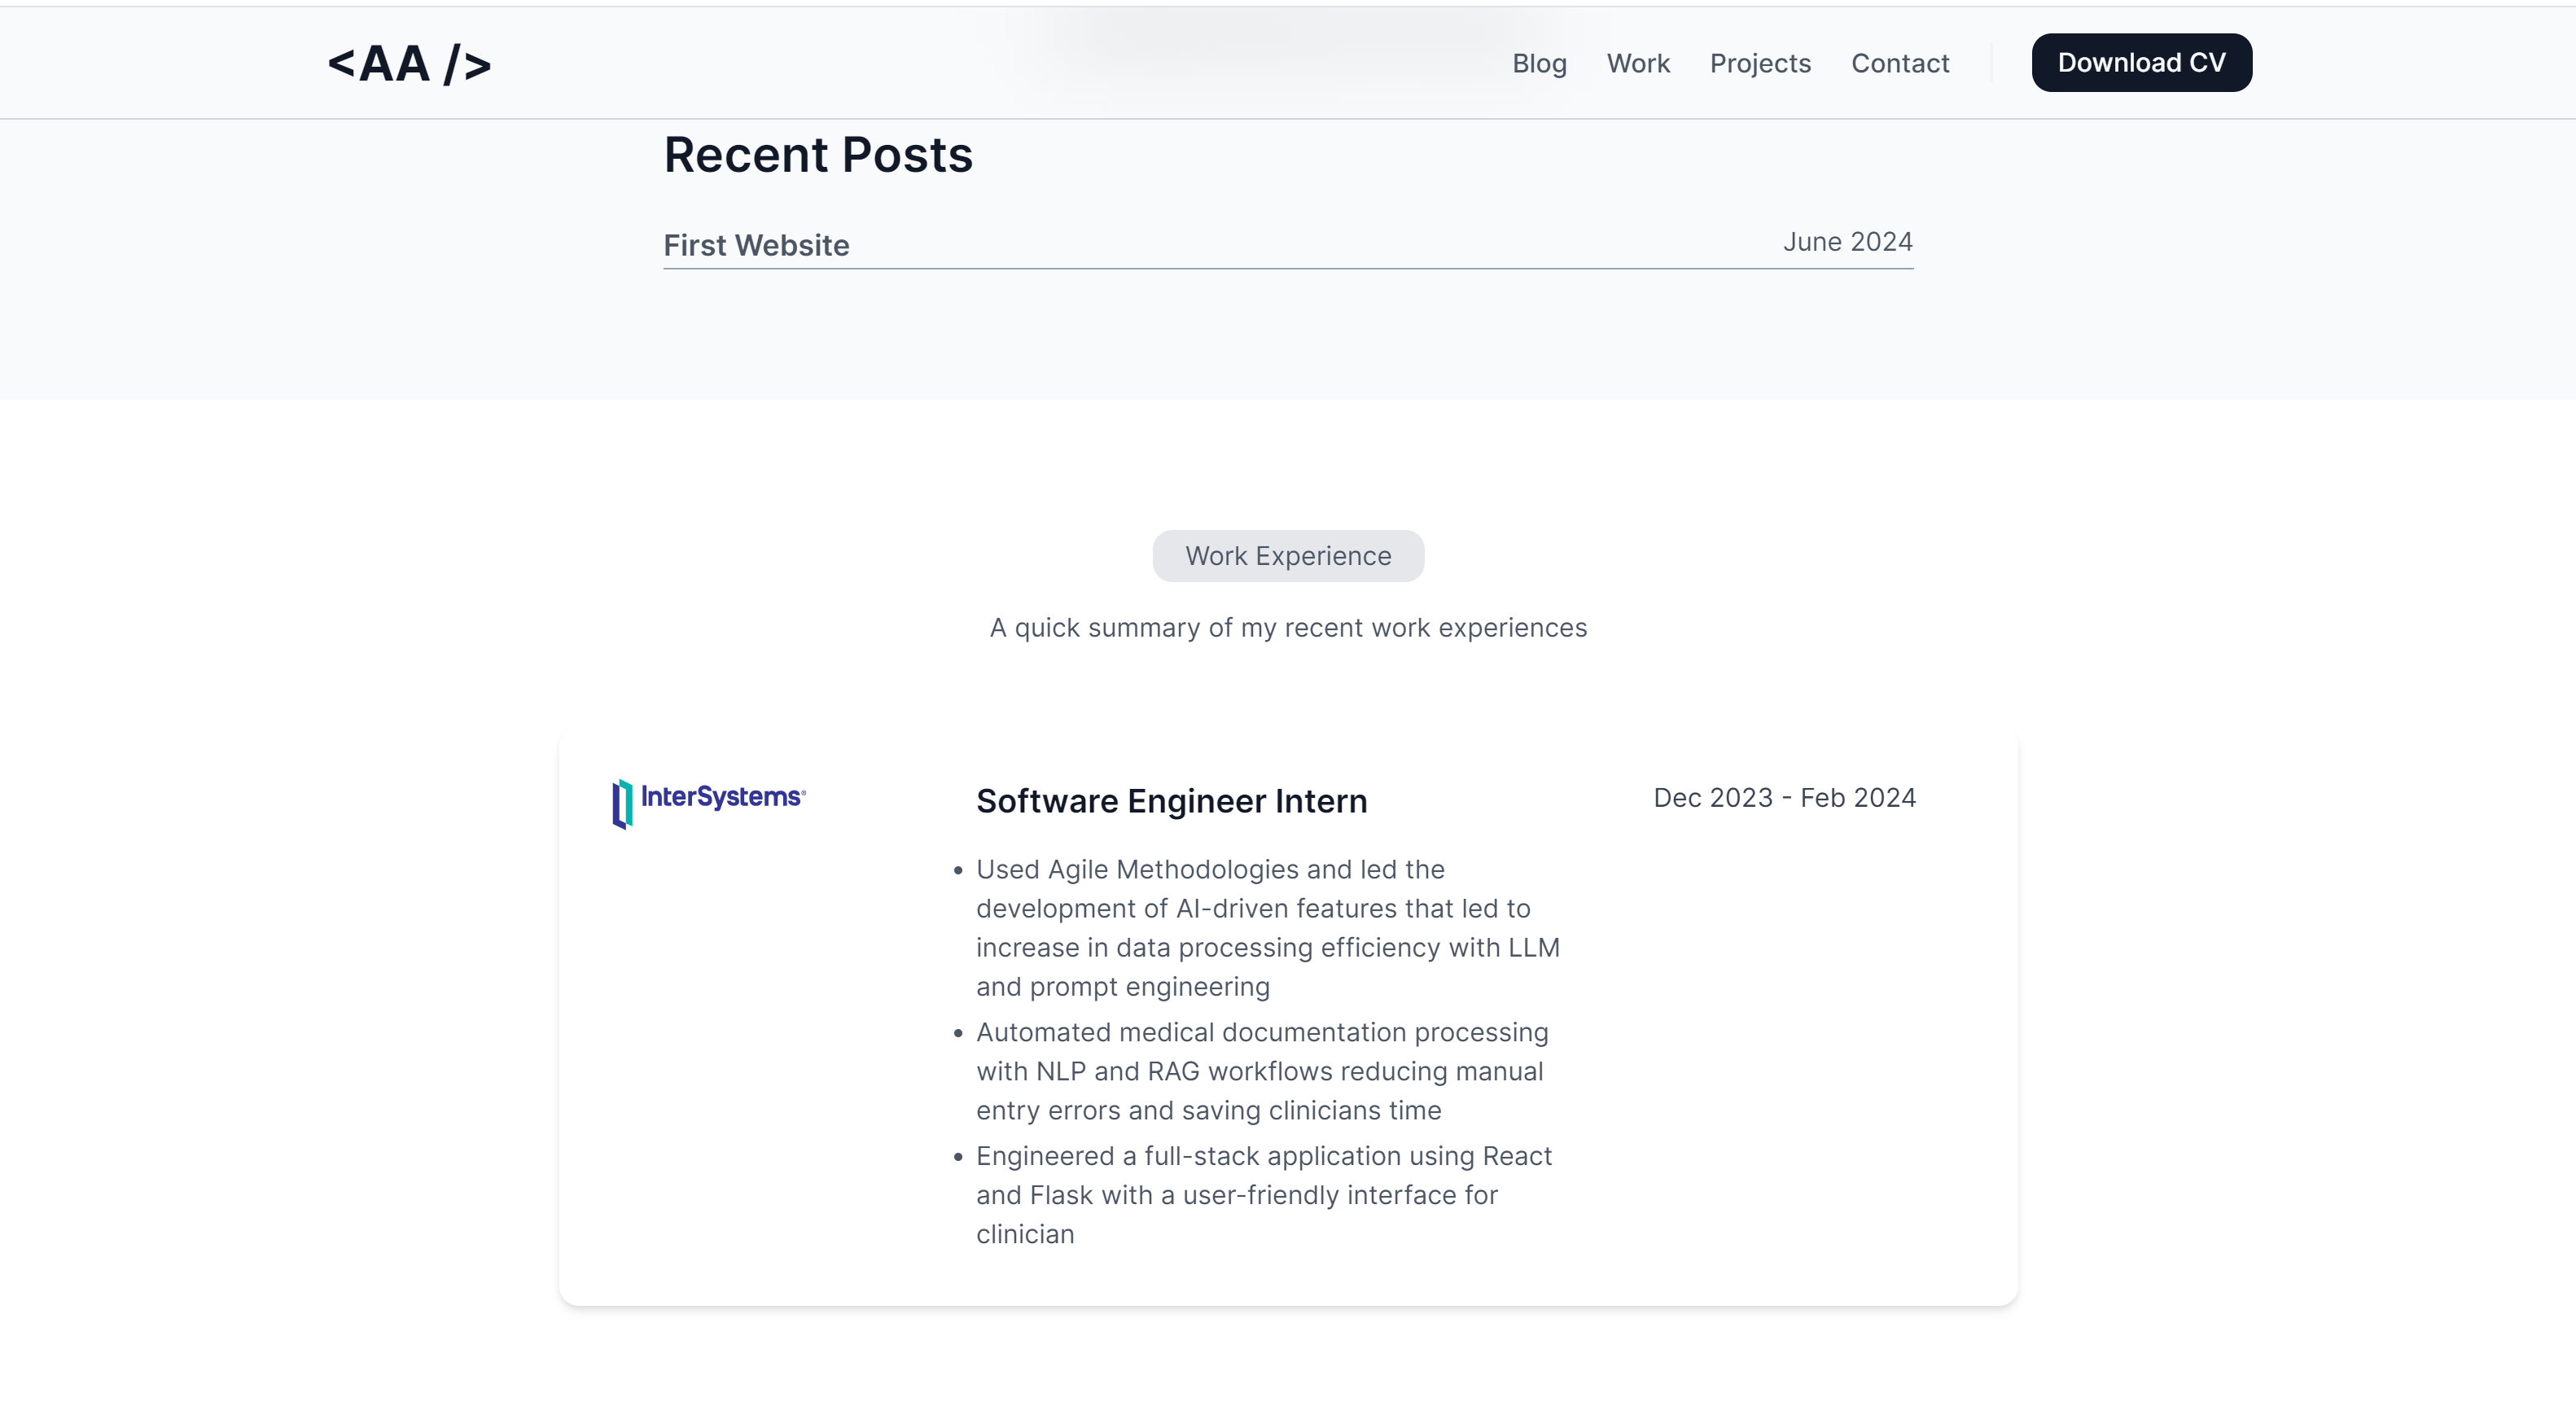 <AA />
Blog Work Projects Contact Download CV
Recent Posts
First Website June 2024
Work Experience
A quick summary of my recent work experiences
InterSystems®
Software Engineer Intern
Dec 2023 - Feb 2024
• Used Agile Methodologies and led the
development of AI-driven features that led to
increase in data processing efficiency with LLM
and prompt engineering
• Automated medical documentation processing
with NLP and RAG workflows reducing manual
entry errors and saving clinicians time
• Engineered a full-stack application using React
and Flask with a user-friendly interface for
clinician